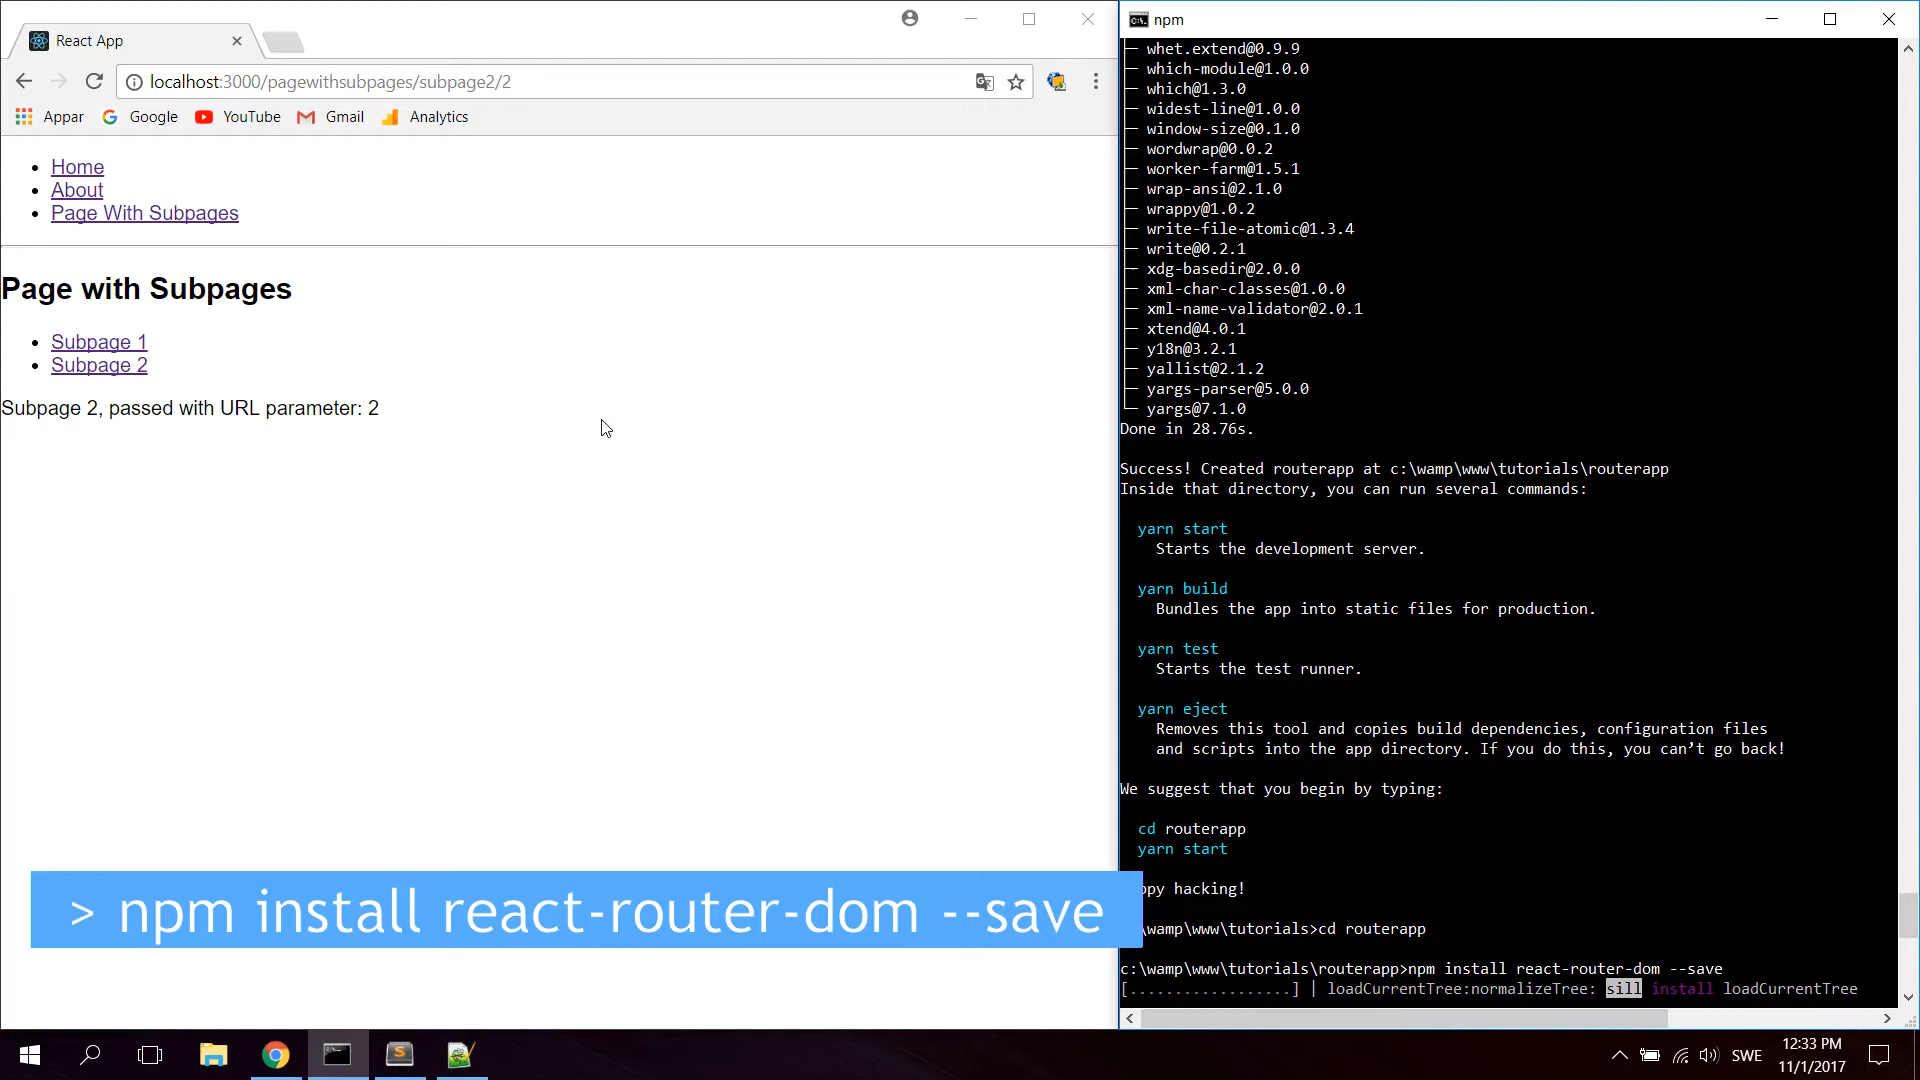 React App
localhost:3000/pagewithsubpages/subpage2/2
Appar Google YouTube Gmail Analytics
Home
About
Page With Subpages
Page with Subpages
Subpage 1
Subpage 2
Subpage 2, passed with URL parameter: 2
> npm install react-router-dom --save
npm
whet.extend@0.9.9
which-module@1.0.0
which@1.3.0
widest-line@1.0.0
window-size@0.1.0
wordwrap@0.0.2
worker-farm@1.5.1
wrap-ansi@2.1.0
wrappy@1.0.2
write-file-atomic@1.3.4
write@0.2.1
xdg-basedir@2.0.0
xml-char-classes@1.0.0
xml-name-validator@2.0.1
xtend@4.0.1
y18n@3.2.1
yallist@2.1.2
yargs-parser@5.0.0
yargs@7.1.0
Done in 28.76s.
Success! Created routerapp at c:\wamp\www\tutorials\routerapp
Inside that directory, you can run several commands:
yarn start
Starts the development server.
yarn build
Bundles the app into static files for production.
yarn test
Starts the test runner.
yarn eject
Removes this tool and copies build dependencies, configuration files
and scripts into the app directory. If you do this, you can’t go back!
We suggest that you begin by typing:
cd routerapp
yarn start
ppy hacking!
\wamp\www\tutorials>cd routerapp
c:\wamp\www\tutorials\routerapp>npm install react-router-dom --save
[..................] | loadCurrentTree:normalizeTree: sill install loadCurrentTree
SWE
12:33 PM
11/1/2017